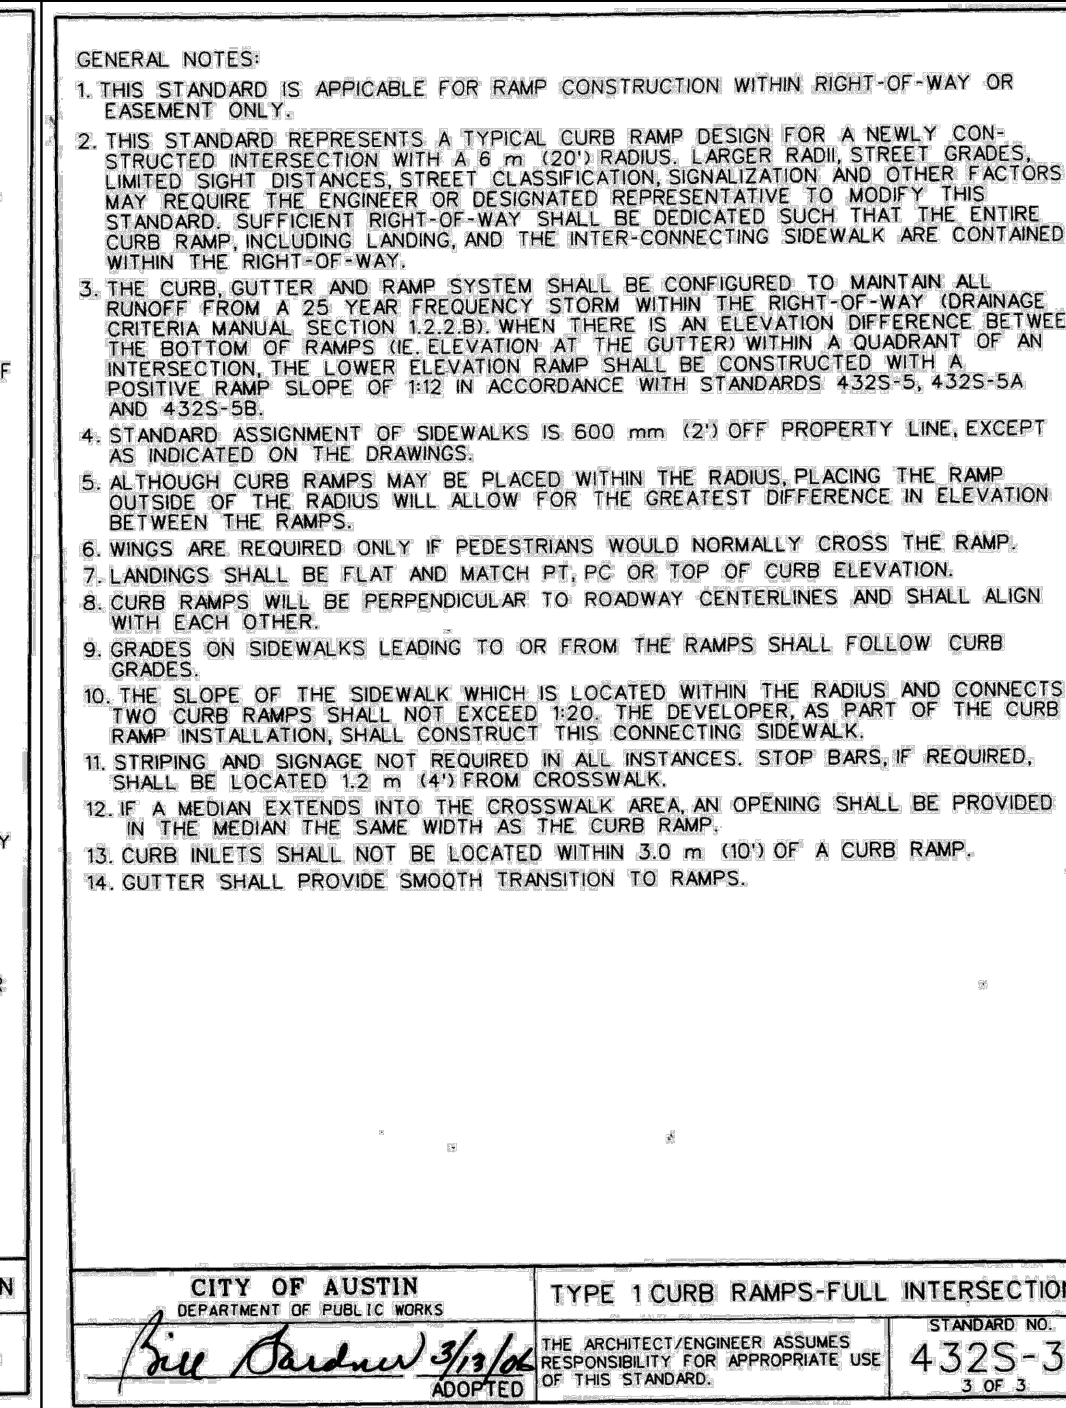 GENERAL NOTES:
1. THIS STANDARD IS APPICABLE FOR RAMP CONSTRUCTION WITHIN RIGHT-OF-WAY OR
EASEMENT ONLY.
2. THIS STANDARD REPRESENTS A TYPICAL CURB RAMP DESIGN FOR A NEWLY CON-
STRUCTED INTERSECTION WITH A 6 m (20') RADIUS. LARGER RADII, STREET GRADES,
LIMITED SIGHT DISTANCES, STREET CLASSIFICATION, SIGNALIZATION AND OTHER FACTORS
MAY REQUIRE THE ENGINEER OR DESIGNATED REPRESENTATIVE TO MODIFY THIS
STANDARD. SUFFICIENT RIGHT-OF-WAY SHALL BE DEDICATED SUCH THAT THE ENTIRE
CURB RAMP, INCLUDING LANDING, AND THE INTER-CONNECTING SIDEWALK ARE CONTAINED
WITHIN THE RIGHT-OF-WAY.
3. THE CURB, GUTTER AND RAMP SYSTEM SHALL BE CONFIGURED TO MAINTAIN ALL
RUNOFF FROM A 25 YEAR FREQUENCY STORM WITHIN THE RIGHT-OF-WAY (DRAINAGE
CRITERIA MANUAL SECTION 1.2.2.B). WHEN THERE IS AN ELEVATION DIFFERENCE BETWEE
THE BOTTOM OF RAMPS (IE. ELEVATION AT THE GUTTER) WITHIN A QUADRANT OF AN
INTERSECTION, THE LOWER ELEVATION RAMP SHALL BE CONSTRUCTED WITH A
POSITIVE RAMP SLOPE OF 1:12 IN ACCORDANCE WITH STANDARDS 432S-5, 432S-5A
AND 432S-5B.
4. STANDARD ASSIGNMENT OF SIDEWALKS IS 600 mm (2') OFF PROPERTY LINE, EXCEPT
AS INDICATED ON THE DRAWINGS.
5. ALTHOUGH CURB RAMPS MAY BE PLACED WITHIN THE RADIUS, PLACING THE RAMP
OUTSIDE OF THE RADIUS WILL ALLOW FOR THE GREATEST DIFFERENCE IN ELEVATION
BETWEEN THE RAMPS.
6. WINGS ARE REQUIRED ONLY IF PEDESTRIANS WOULD NORMALLY CROSS THE RAMP.
7. LANDINGS SHALL BE FLAT AND MATCH PT, PC OR TOP OF CURB ELEVATION.
8. CURB RAMPS WILL BE PERPENDICULAR TO ROADWAY CENTERLINES AND SHALL ALIGN
WITH EACH OTHER.
9. GRADES ON SIDEWALKS LEADING TO OR FROM THE RAMPS SHALL FOLLOW CURB
GRADES.
10. THE SLOPE OF THE SIDEWALK WHICH IS LOCATED WITHIN THE RADIUS AND CONNECTS
TWO CURB RAMPS SHALL NOT EXCEED 1:20. THE DEVELOPER, AS PART OF THE CURB
RAMP INSTALLATION, SHALL CONSTRUCT THIS CONNECTING SIDEWALK.
11. STRIPING AND SIGNAGE NOT REQUIRED IN ALL INSTANCES. STOP BARS, IF REQUIRED,
SHALL BE LOCATED 1.2 m (4') FROM CROSSWALK.
12. IF A MEDIAN EXTENDS INTO THE CROSSWALK AREA, AN OPENING SHALL BE PROVIDED
IN THE MEDIAN THE SAME WIDTH AS THE CURB RAMP.
13. CURB INLETS SHALL NOT BE LOCATED WITHIN 3.0 m (10') OF A CURB RAMP.
14. GUTTER SHALL PROVIDE SMOOTH TRANSITION TO RAMPS.
F
Y
N
CITY OF AUSTIN
DEPARTMENT OF PUBLIC WORKS
Bill Gardner 3/13/06
ADOPTED
TYPE 1 CURB RAMPS-FULL INTERSECTION
THE ARCHITECT/ENGINEER ASSUMES
RESPONSIBILITY FOR APPROPRIATE USE
OF THIS STANDARD.
STANDARD NO.
432S-3
3 OF 3